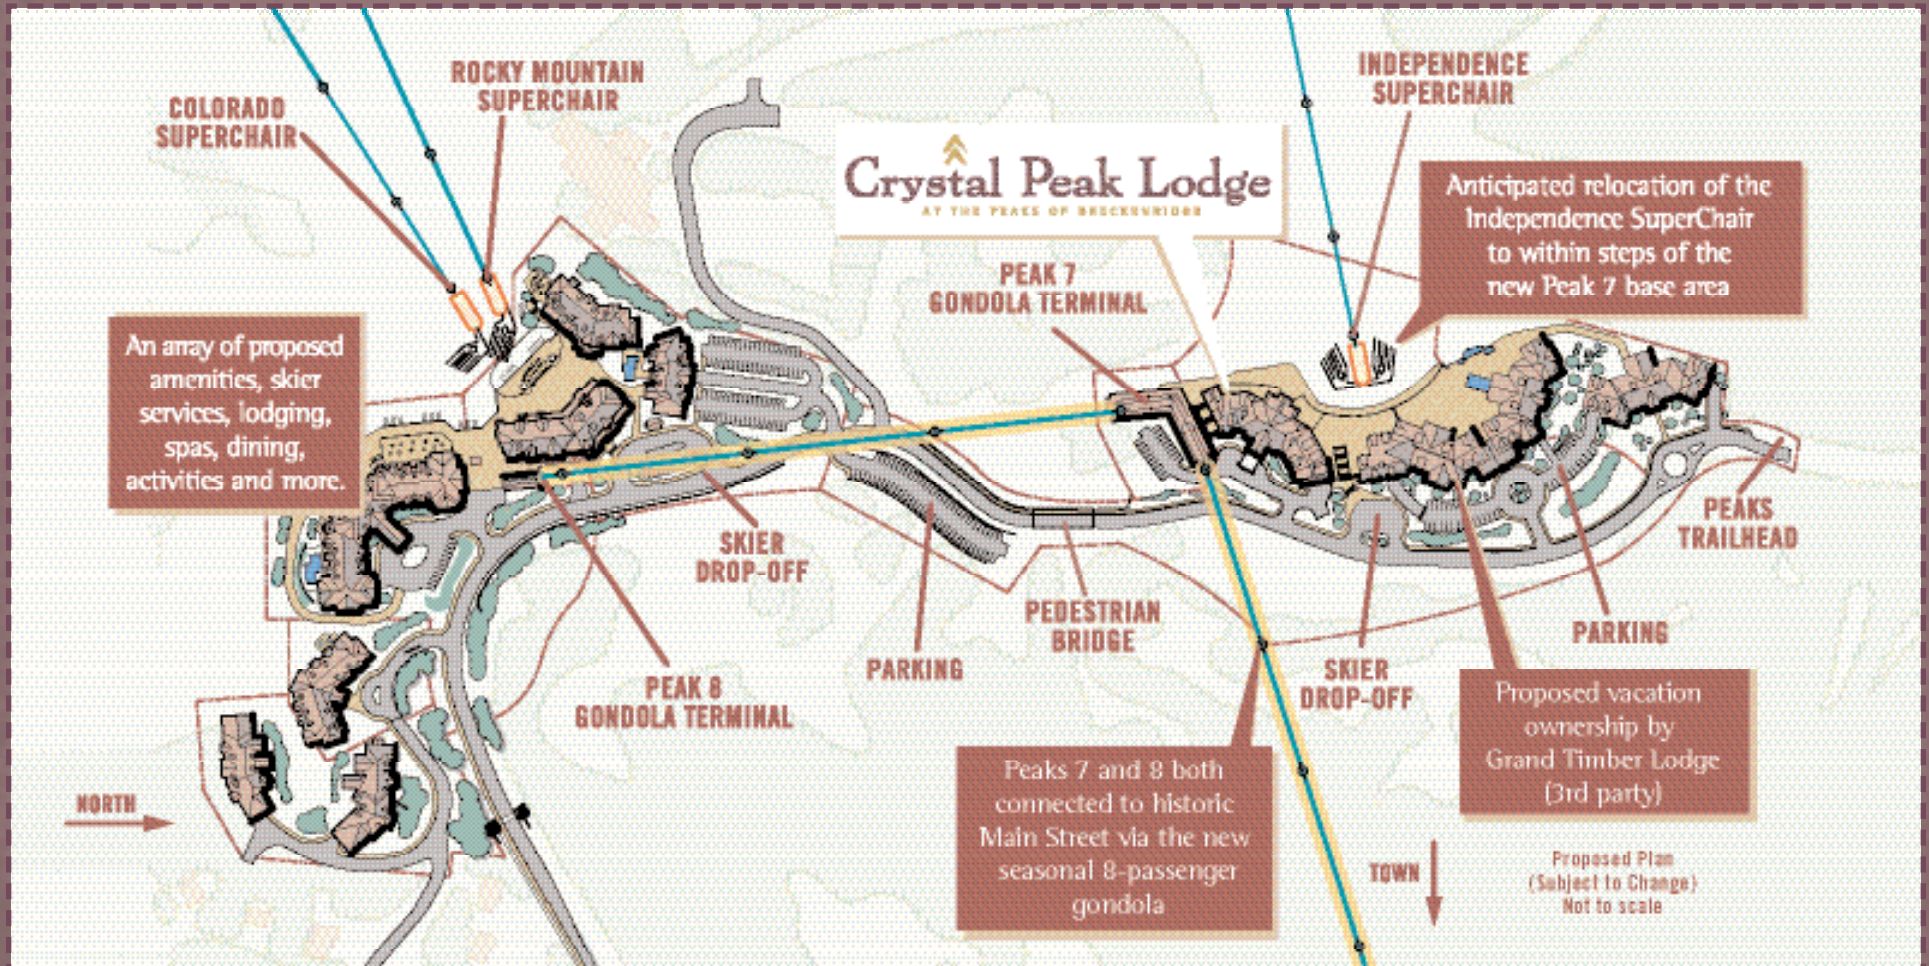 COLORADO
SUPERCHAIR
ROCKY MOUNTAIN
SUPERCHAIR
INDEPENDENCE
SUPERCHAIR
Crystal Peak Lodge
AT THE PEAKS OF BRECKENRIDGE
Anticipated relocation of the
Independence SuperChair
to within steps of the
new Peak 7 base area
PEAK 7
GONDOLA TERMINAL
An array of proposed
amenities, skier
services, lodging,
spas, dining,
activities and more.
SKIER
DROP-OFF
PEAKS
TRAILHEAD
PEDESTRIAN
BRIDGE
PARKING
PARKING
PEAK 8
GONDOLA TERMINAL
SKIER
DROP-OFF
Proposed vacation
ownership by
Grand Timber Lodge
(3rd party)
Peaks 7 and 8 both
connected to historic
Main Street via the new
seasonal 8-passenger
gondola
NORTH
TOWN
Proposed Plan
(Subject to Change)
Not to scale